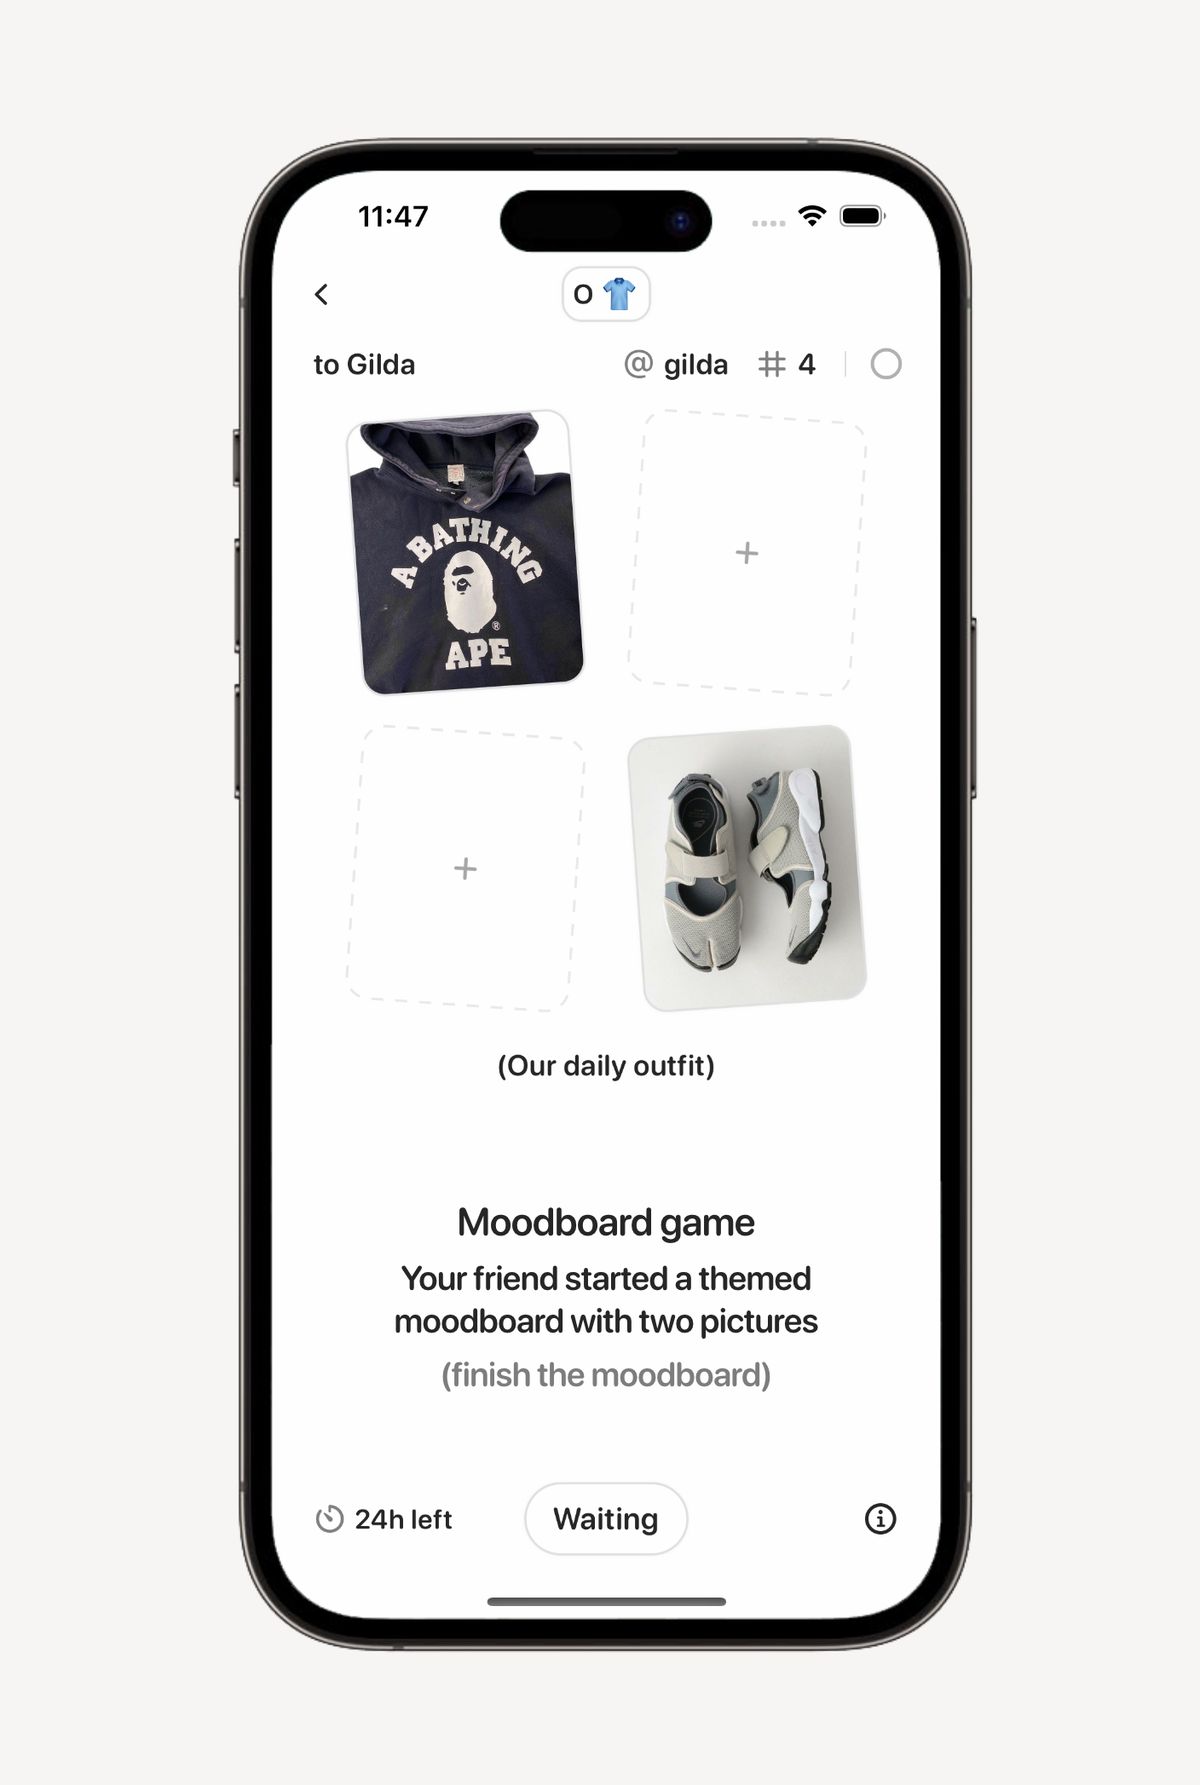 11:47
O 👕
to Gilda
@ gilda
# 4
A BATHING
®
APE
(Our daily outfit)
Moodboard game
Your friend started a themed
moodboard with two pictures
(finish the moodboard)
24h left
Waiting